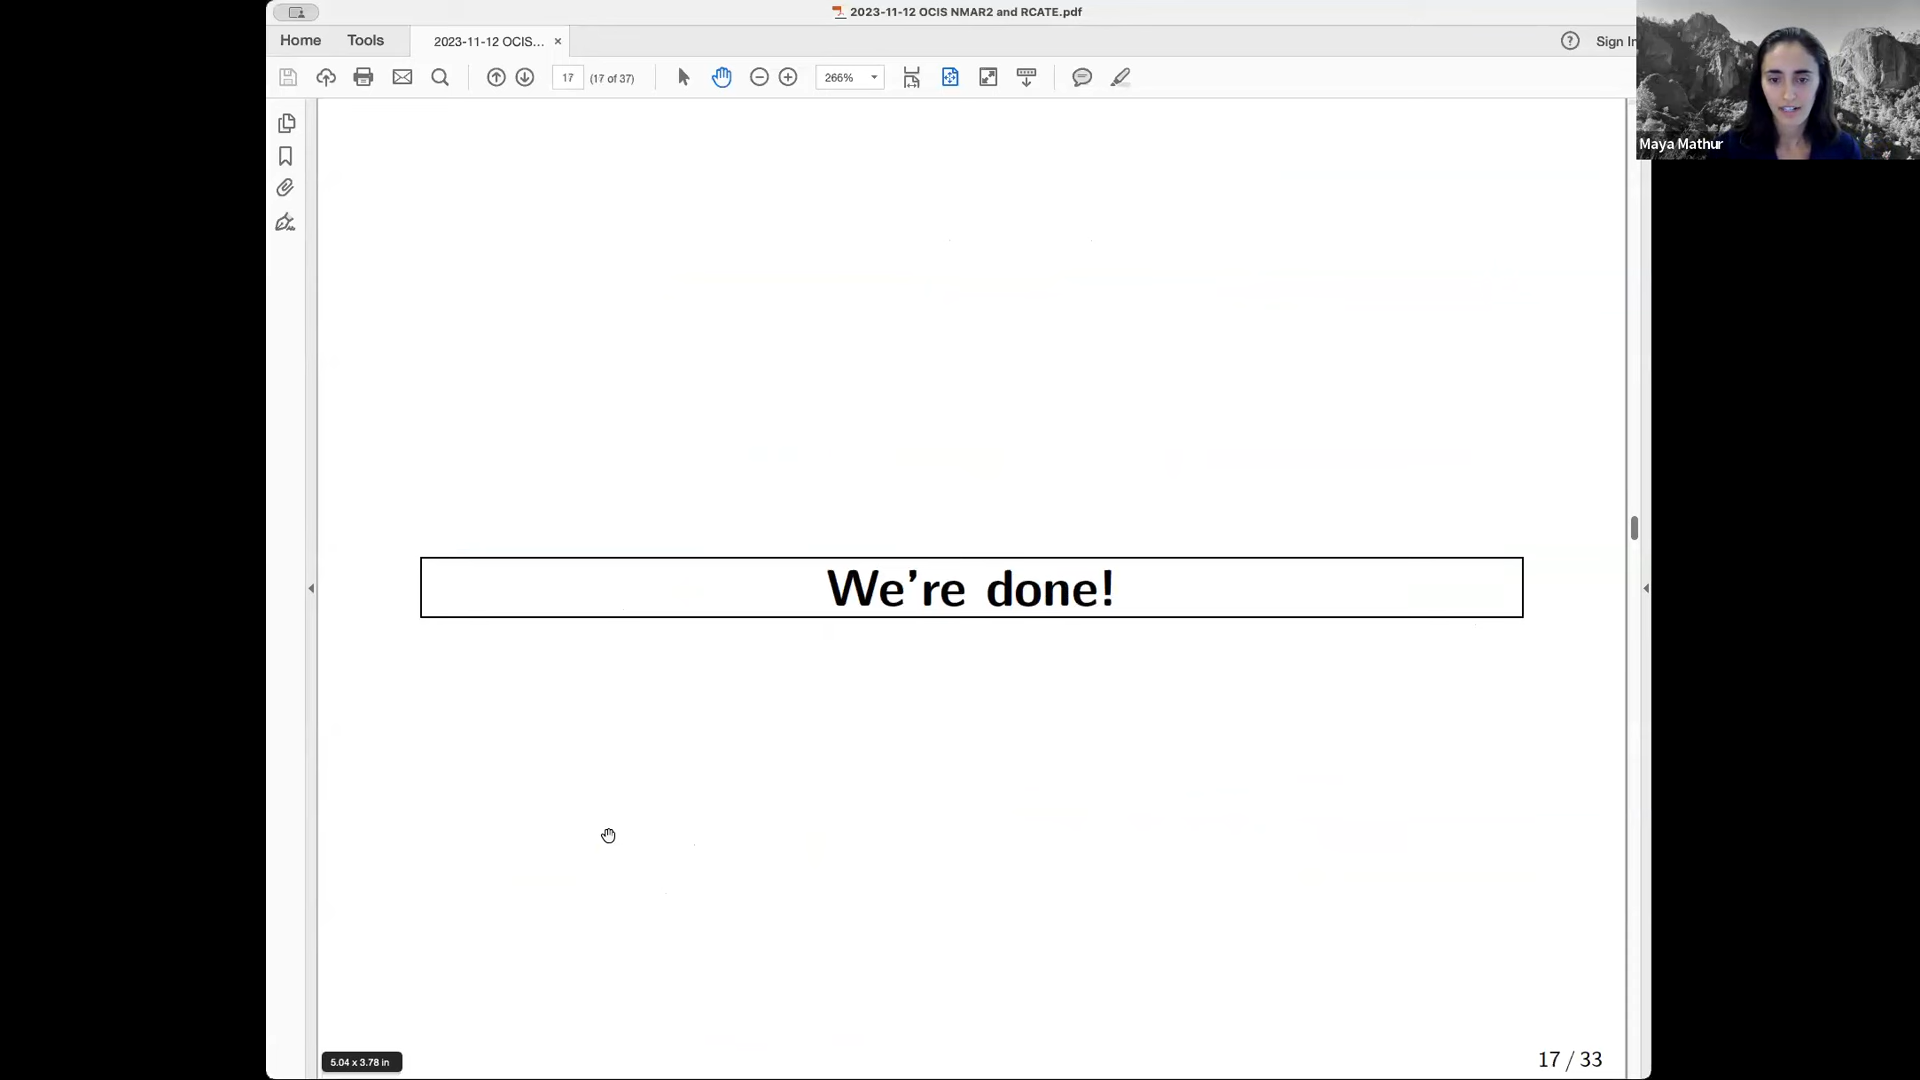 2023-11-12 OCIS NMAR2 and RCATE.pdf
Home
Tools
2023-11-12 OCIS...
Sign In
17
(17 of 37)
266%
Maya Mathur
We're done!
5.04 x 3.78 in
17 / 33